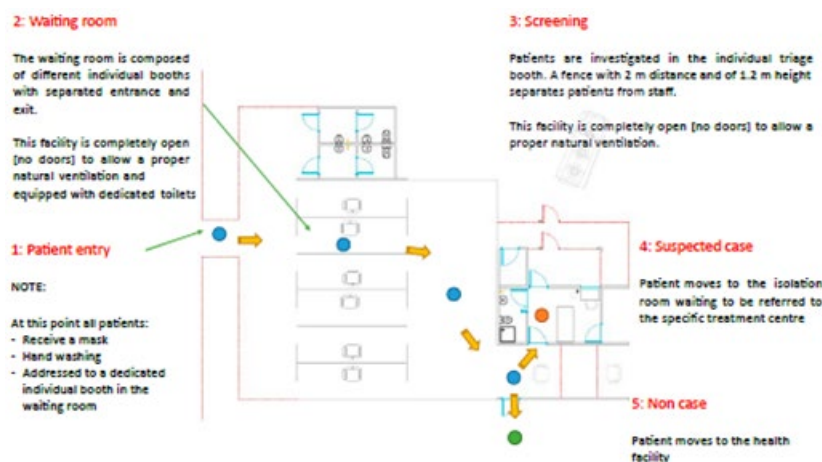 2: Waiting room
The waiting room is composed
of different individual booths
with separated entrance and
exit.
This facility is completely open
[no doors] to allow a proper
natural ventilation and
equipped with dedicated toilets
1: Patient entry
NOTE:
At this point all patients:
- Receive a mask
- Hand washing
- Addressed to a dedicated
individual booth in the
waiting room
3: Screening
Patients are investigated in the individual triage
booth. A fence with 2 m distance and of 1.2 m height
separates patients from staff.
This facility is completely open [no doors] to allow a
proper natural ventilation.
4: Suspected case
Patient moves to the isolation
room waiting to be referred to
the specific treatment centre
5: Non case
Patient moves to the health
facility